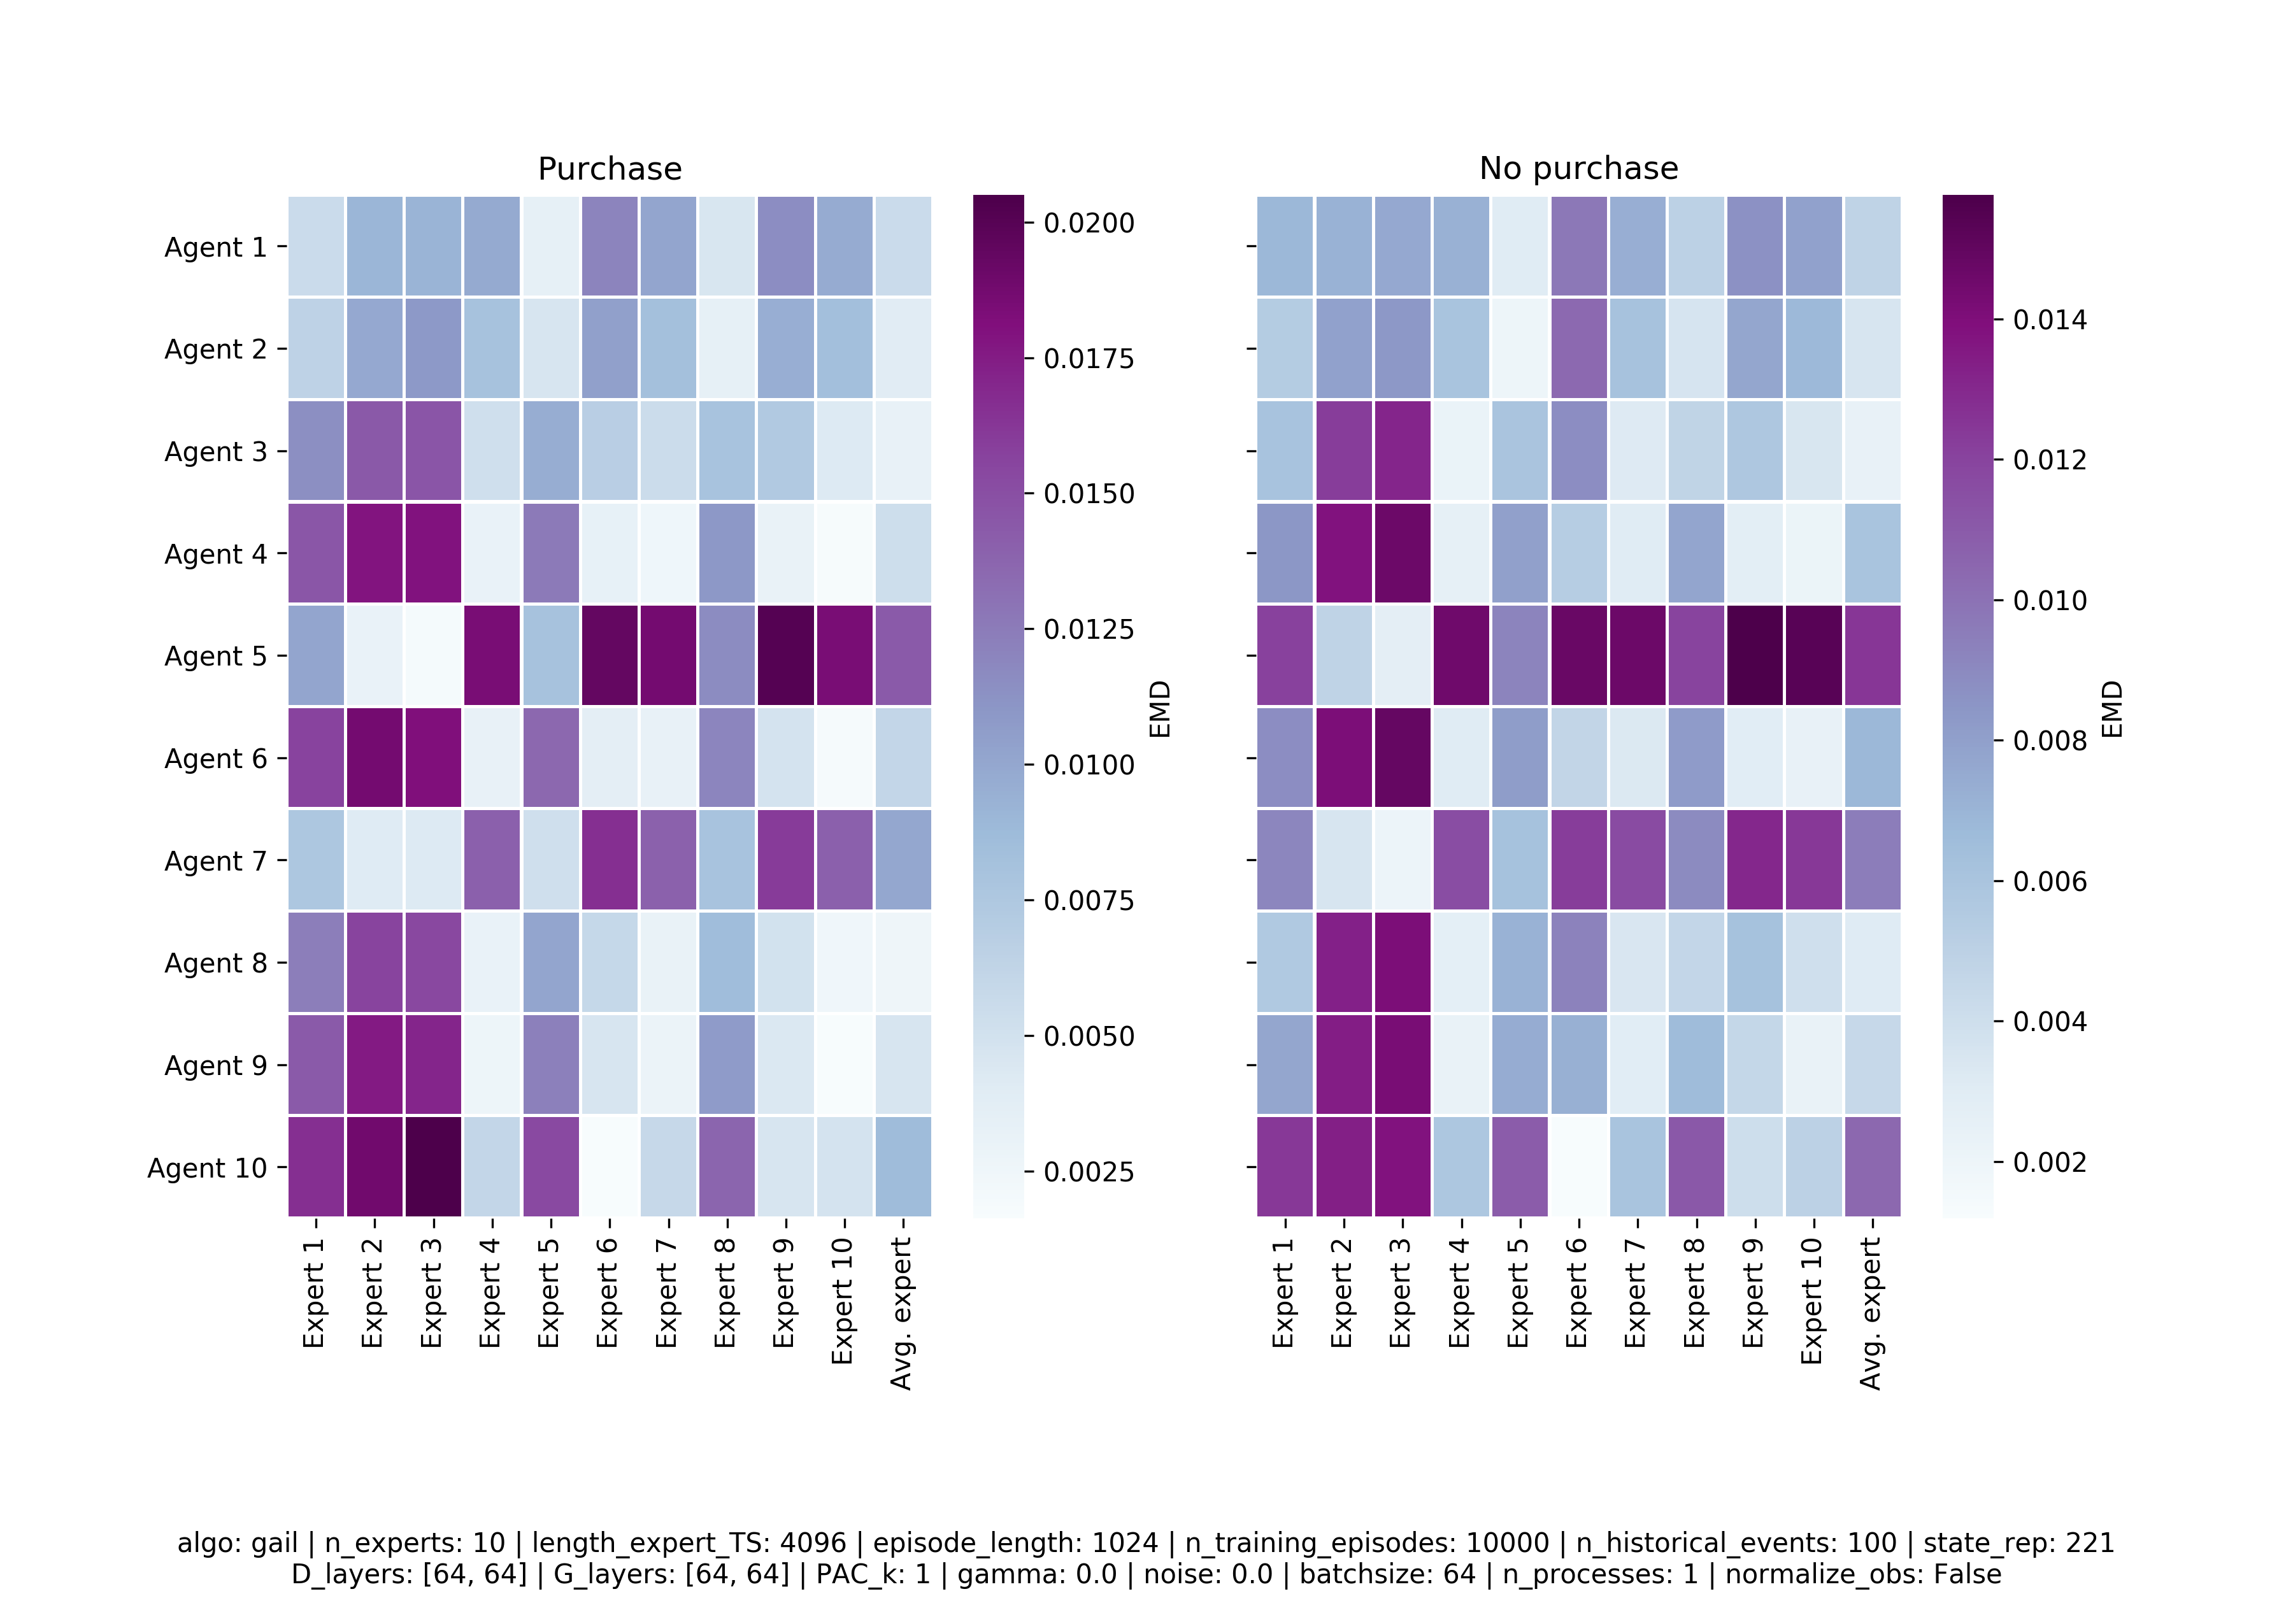 Purchase
No purchase
Agent 1
Agent 2
Agent 3
Agent 4
Agent 5
Agent 6
Agent 7
Agent 8
Agent 9
Agent 10
Expert 1
Expert 2
Expert 3
Expert 4
Expert 5
Expert 6
Expert 7
Expert 8
Expert 9
Expert 10
Avg. expert
0.0200
0.0175
0.0150
0.0125
0.0100
0.0075
0.0050
0.0025
EMD
Expert 1
Expert 2
Expert 3
Expert 4
Expert 5
Expert 6
Expert 7
Expert 8
Expert 9
Expert 10
Avg. expert
0.014
0.012
0.010
0.008
0.006
0.004
0.002
EMD
algo: gail | n_experts: 10 | length_expert_TS: 4096 | episode_length: 1024 | n_training_episodes: 10000 | n_historical_events: 100 | state_rep: 221
D_layers: [64, 64] | G_layers: [64, 64] | PAC_k: 1 | gamma: 0.0 | noise: 0.0 | batchsize: 64 | n_processes: 1 | normalize_obs: False